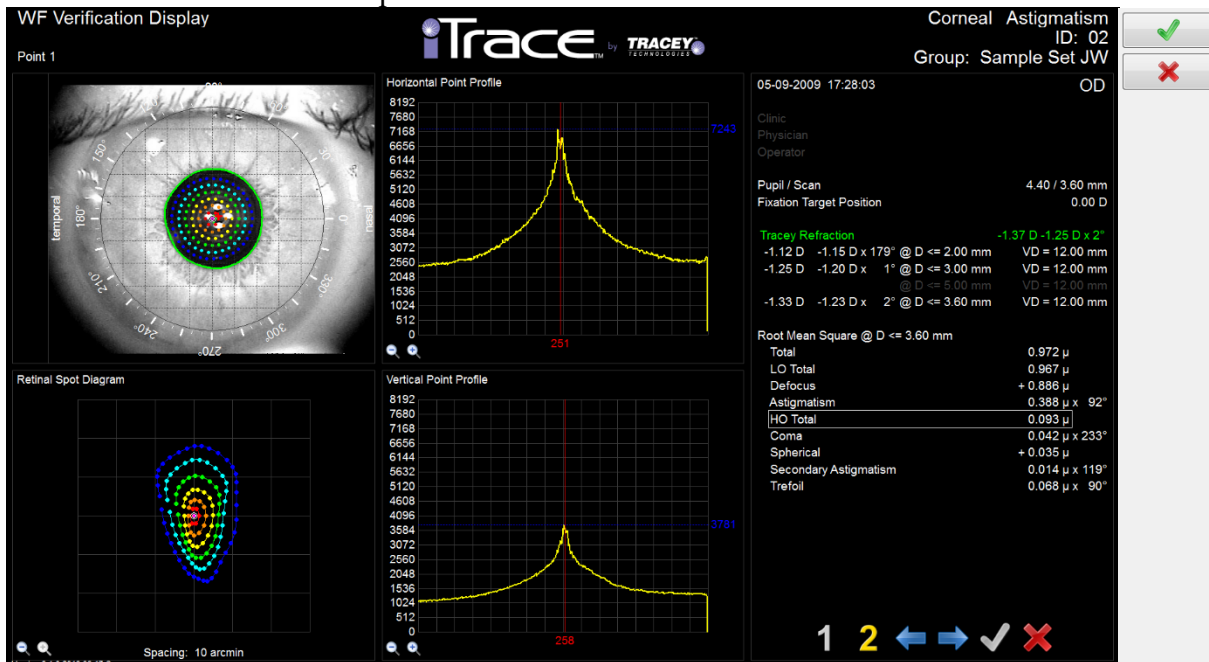 WF Verification Display
Point 1
iTrace™ by TRACEY TECHNOLOGIES
Corneal Astigmatism
ID: 02
Group: Sample Set JW
90°
150°
30°
temporal
180°
0
nasal
210°
330°
240°
300°
270°
Horizontal Point Profile
8192
7680
7168
6656
6144
5632
5120
4608
4096
3584
3072
2560
2048
1536
1024
512
0
7243
251
05-09-2009 17:28:03 OD
Clinic
Physician
Operator
Pupil / Scan 4.40 / 3.60 mm
Fixation Target Position 0.00 D
Tracey Refraction -1.37 D -1.25 D x 2°
-1.12 D -1.15 D x 179° @ D <= 2.00 mm VD = 12.00 mm
-1.25 D -1.20 D x 1° @ D <= 3.00 mm VD = 12.00 mm
@ D <= 5.00 mm VD = 12.00 mm
-1.33 D -1.23 D x 2° @ D <= 3.60 mm VD = 12.00 mm
Root Mean Square @ D <= 3.60 mm
Total 0.972 µ
LO Total 0.967 µ
Defocus + 0.886 µ
Astigmatism 0.388 µ x 92°
HO Total 0.093 µ
Coma 0.042 µ x 233°
Spherical + 0.035 µ
Secondary Astigmatism 0.014 µ x 119°
Trefoil 0.068 µ x 90°
Retinal Spot Diagram
Spacing: 10 arcmin
Vertical Point Profile
8192
7680
7168
6656
6144
5632
5120
4608
4096
3584
3072
2560
2048
1536
1024
512
0
3781
258
1 2